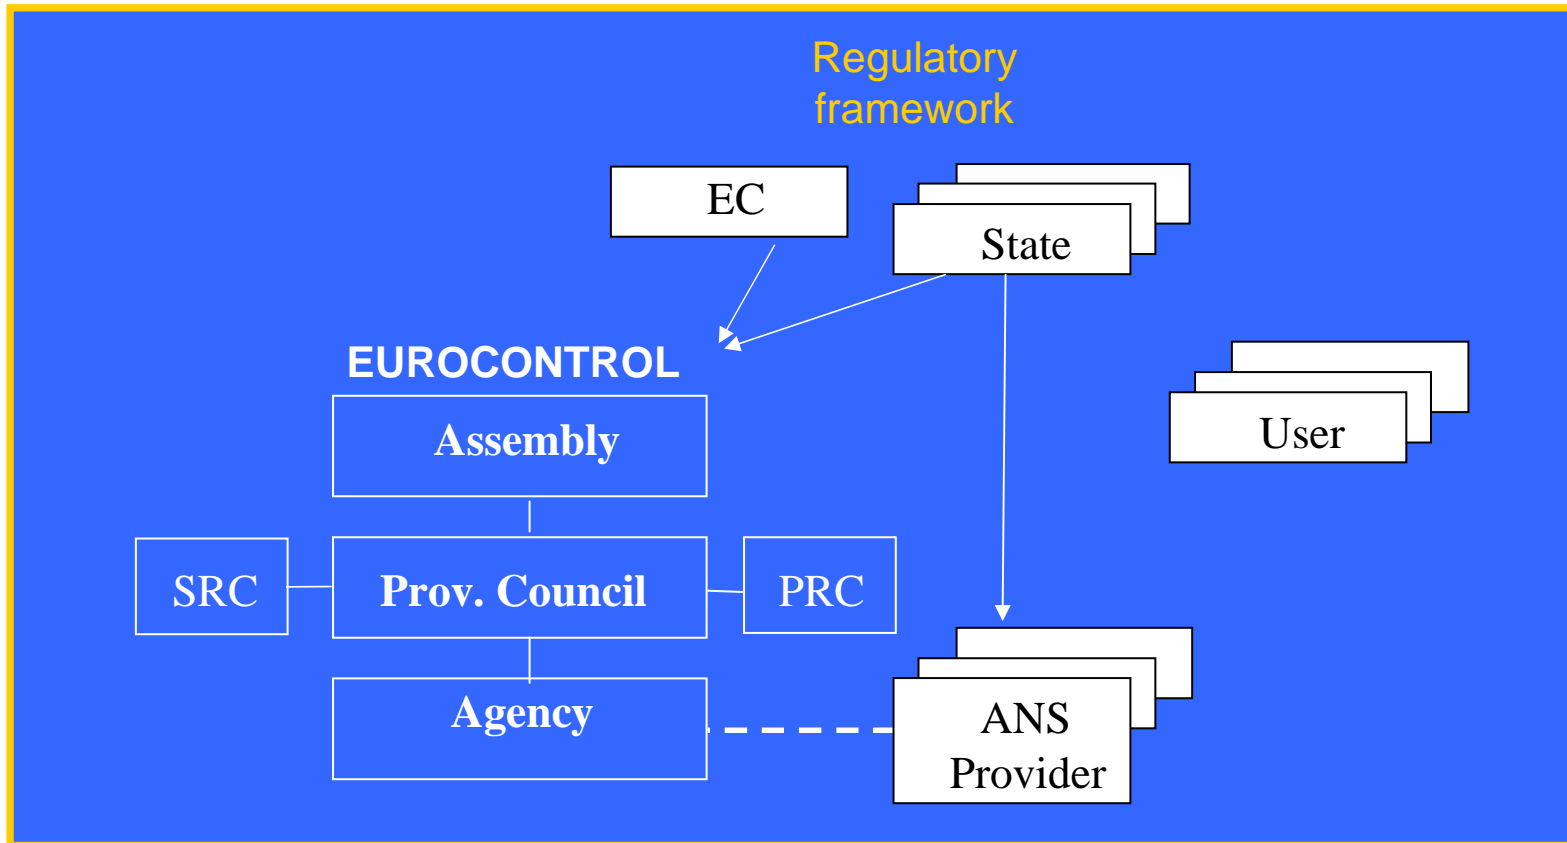 Regulatory
framework
EC
State
EUROCONTROL
Assembly
User
SRC
Prov. Council
PRC
Agency
ANS
Provider